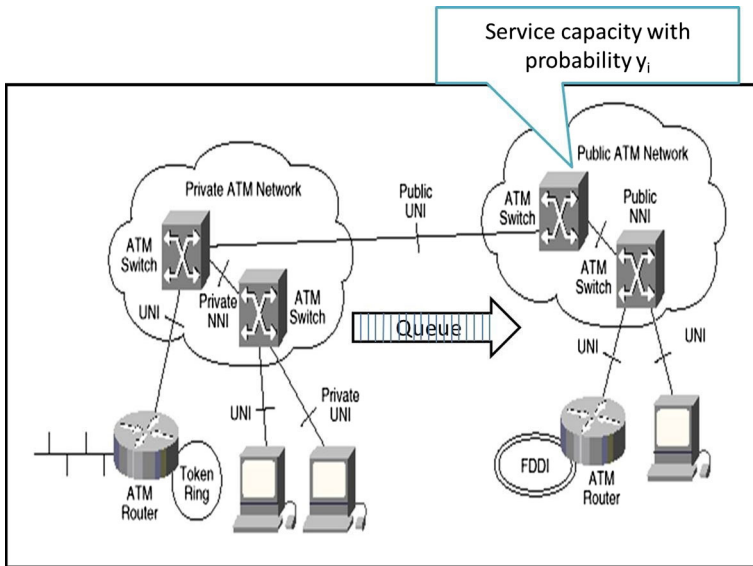 Service capacity with
probability yi
Private ATM Network
Public ATM Network
Public
UNI
ATM
Switch
Public
NNI
ATM
Switch
ATM
Switch
Private
NNI
ATM
Switch
UNI
Queue
UNI
UNI
UNI
Private
UNI
Token
Ring
ATM
Router
FDDI
ATM
Router